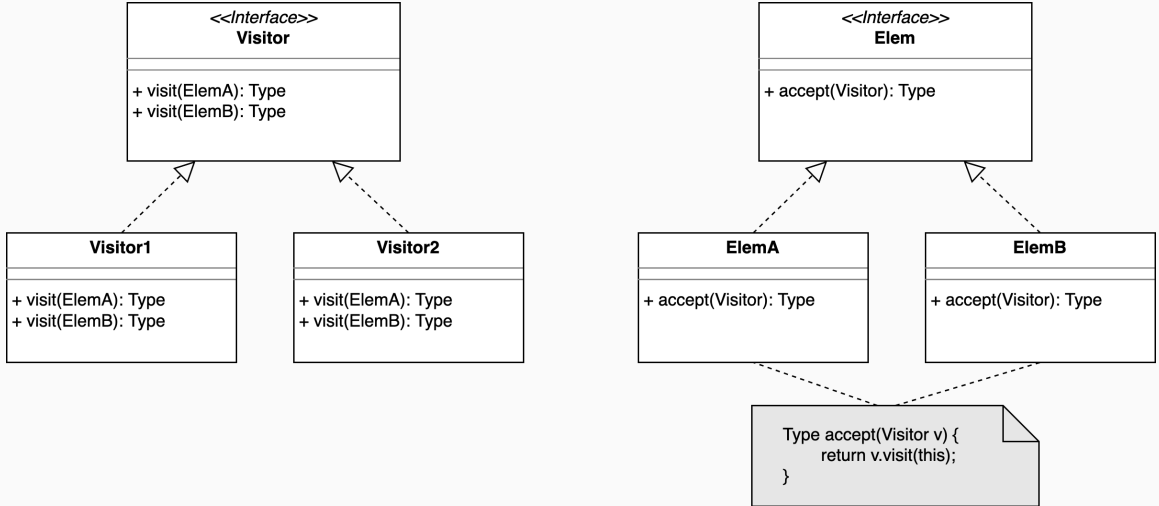 <<Interface>>
Visitor
+ visit(ElemA): Type
+ visit(ElemB): Type
<<Interface>>
Elem
+ accept(Visitor): Type
Visitor1
+ visit(ElemA): Type
+ visit(ElemB): Type
Visitor2
+ visit(ElemA): Type
+ visit(ElemB): Type
ElemA
+ accept(Visitor): Type
ElemB
+ accept(Visitor): Type
Type accept(Visitor v) {
return v.visit(this);
}